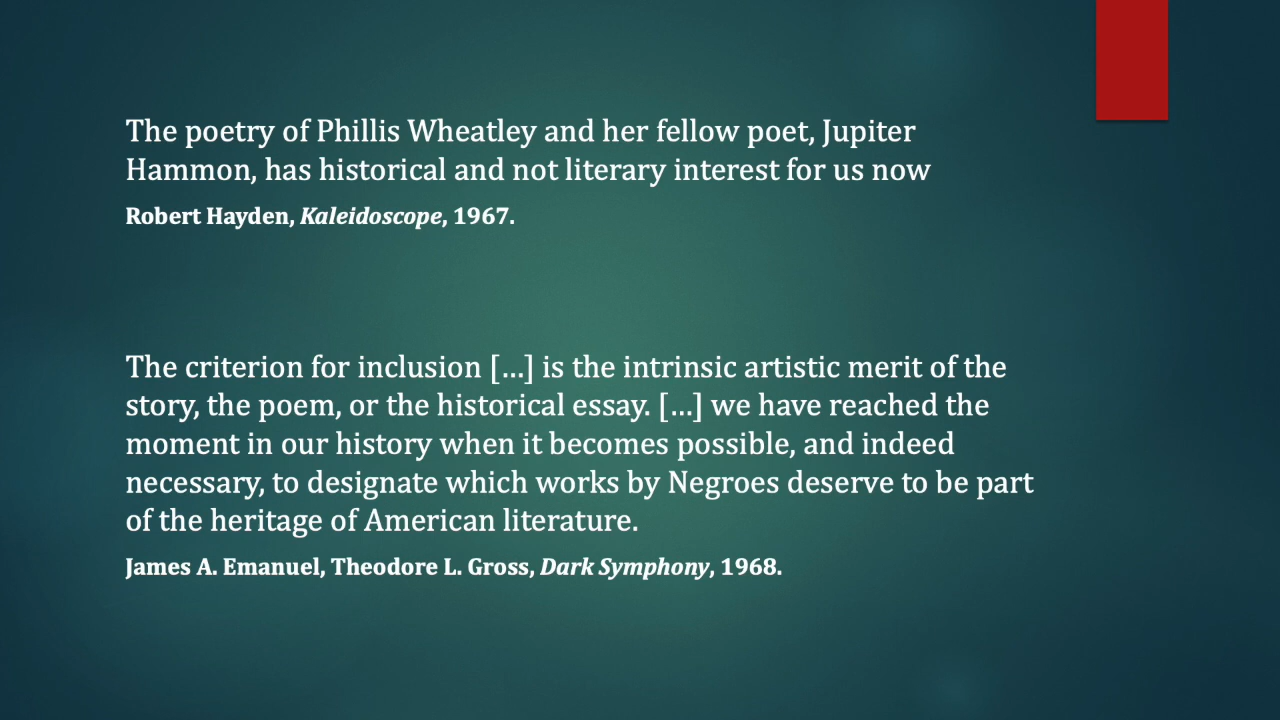 The poetry of Phillis Wheatley and her fellow poet, Jupiter
Hammon, has historical and not literary interest for us now
Robert Hayden, Kaleidoscope, 1967.
The criterion for inclusion [...] is the intrinsic artistic merit of the
story, the poem, or the historical essay. [...] we have reached the
moment in our history when it becomes possible, and indeed
necessary, to designate which works by Negroes deserve to be part
of the heritage of American literature.
James A. Emanuel, Theodore L. Gross, Dark Symphony, 1968.